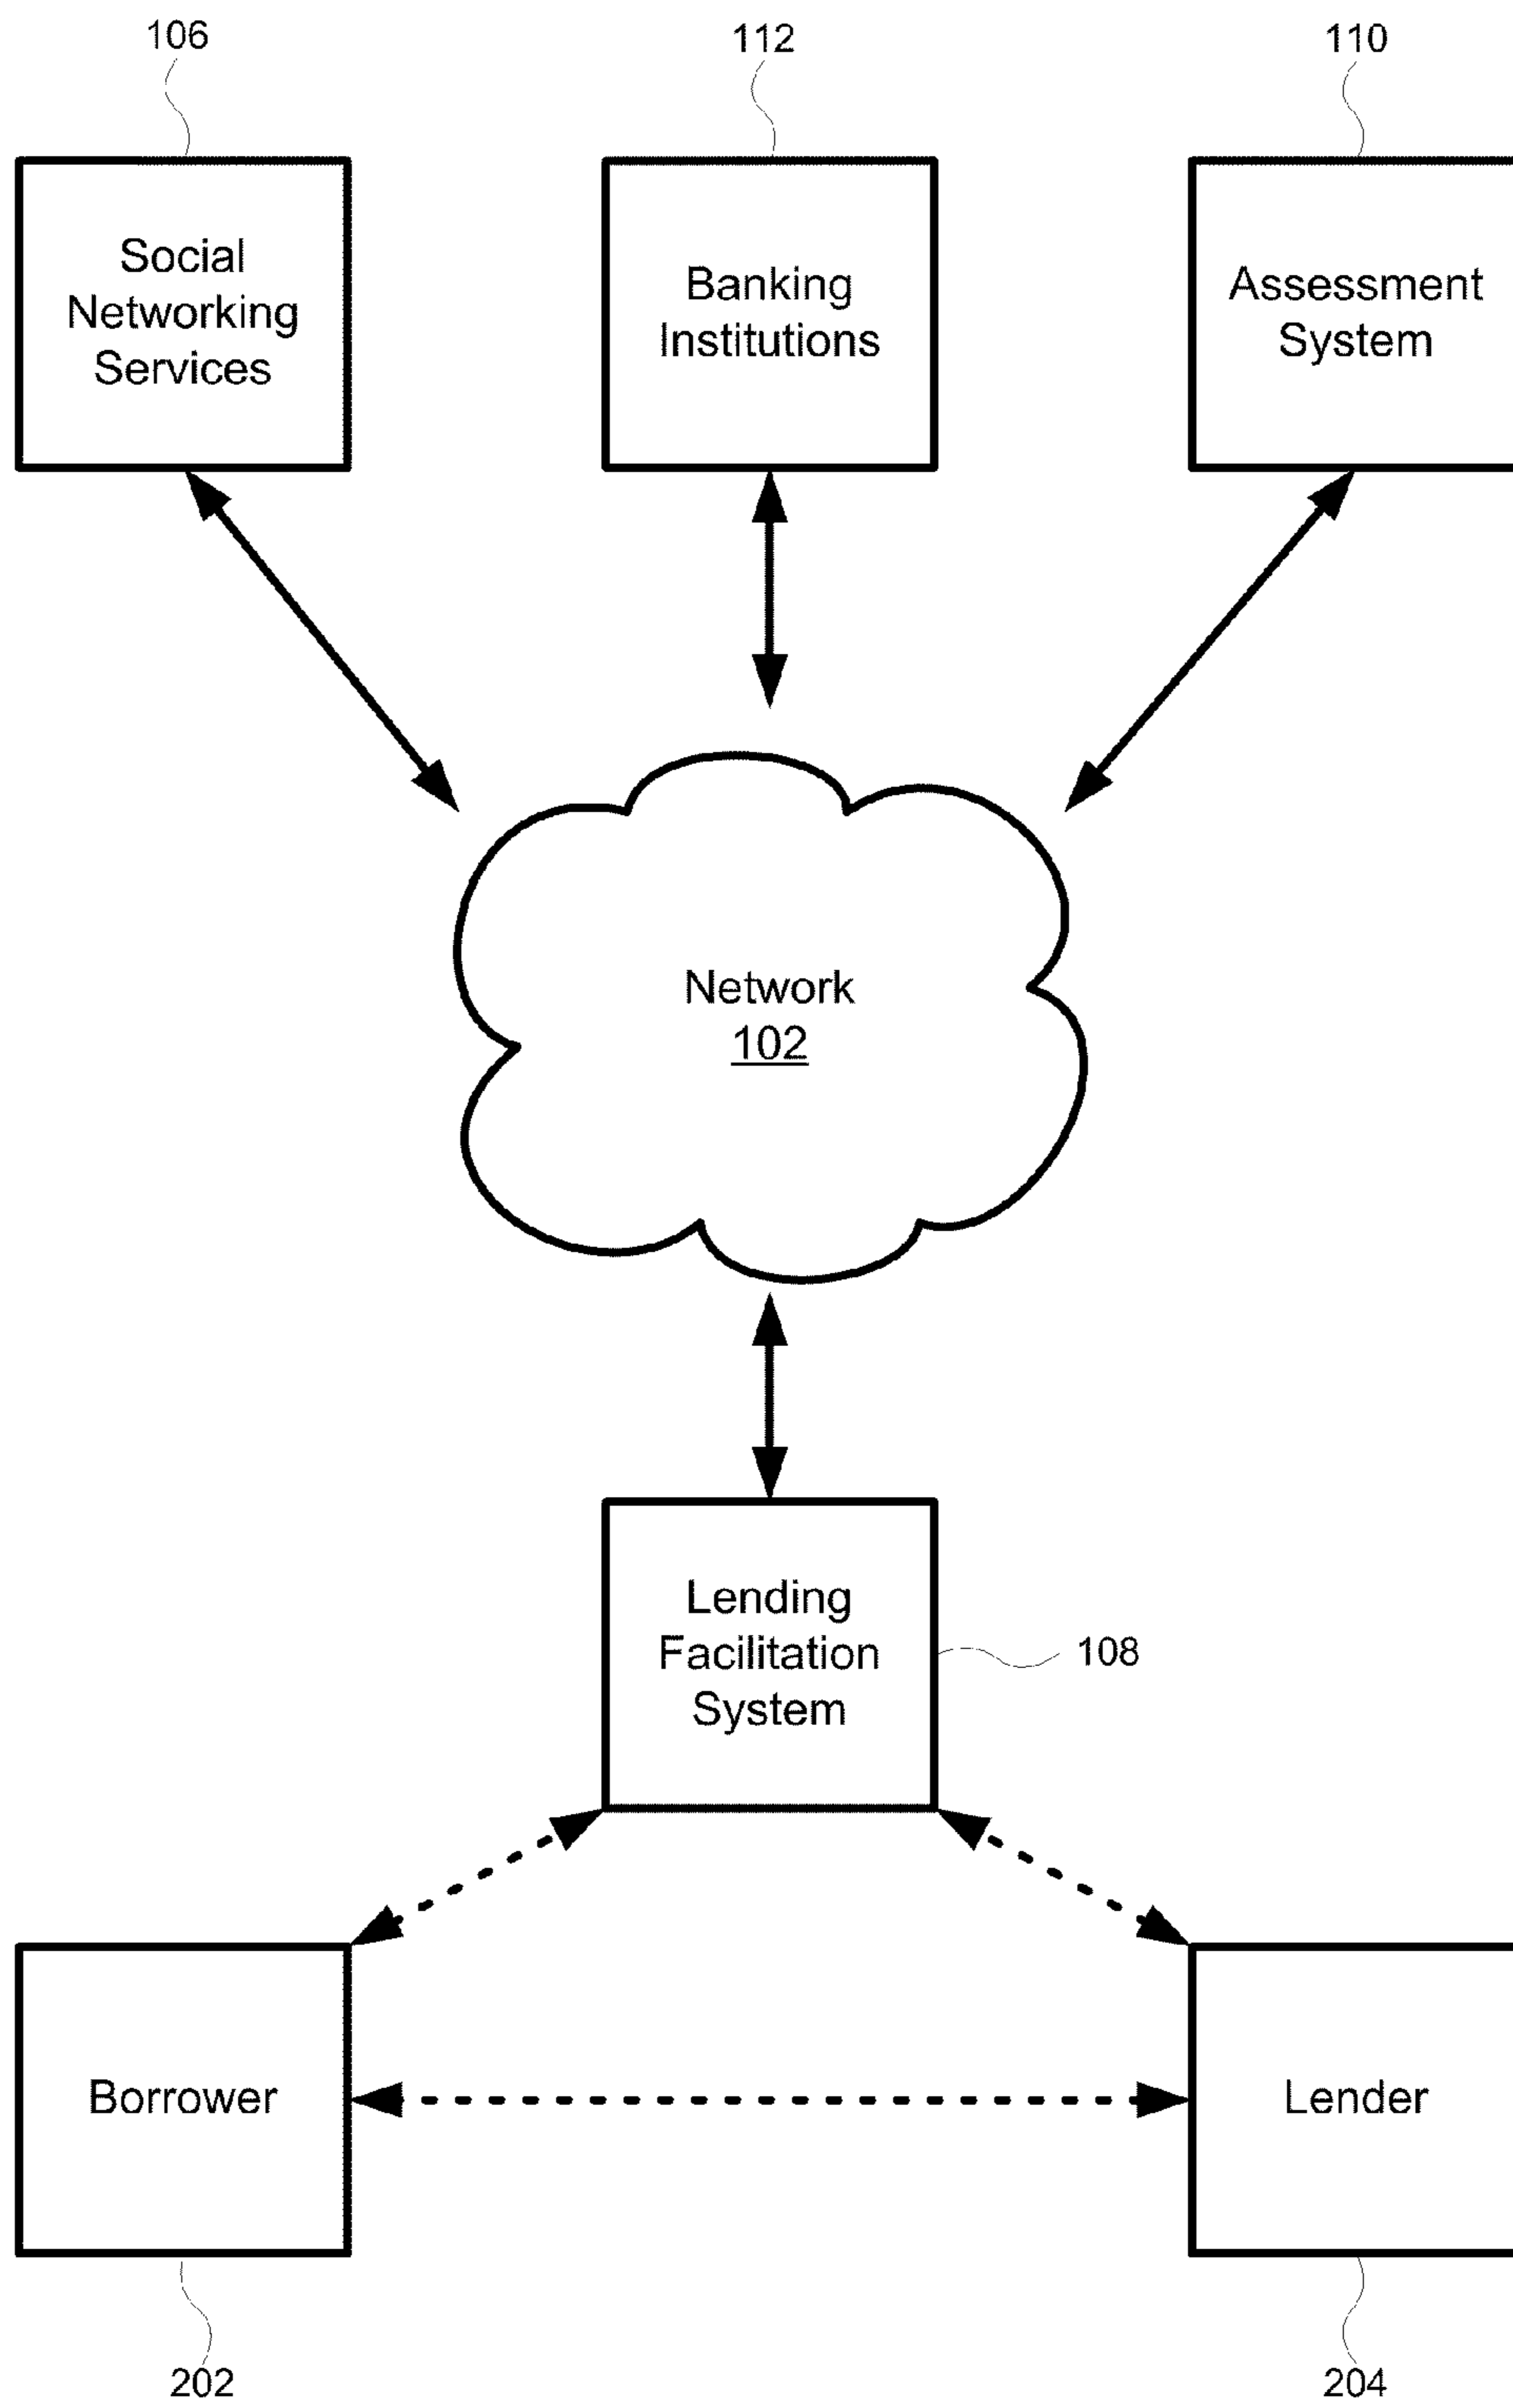 106
112
110
Social
Networking
Services
Banking
Institutions
Assessment
System
Network
102
Lending
Facilitation
System
108
Borrower
Lender
202
204